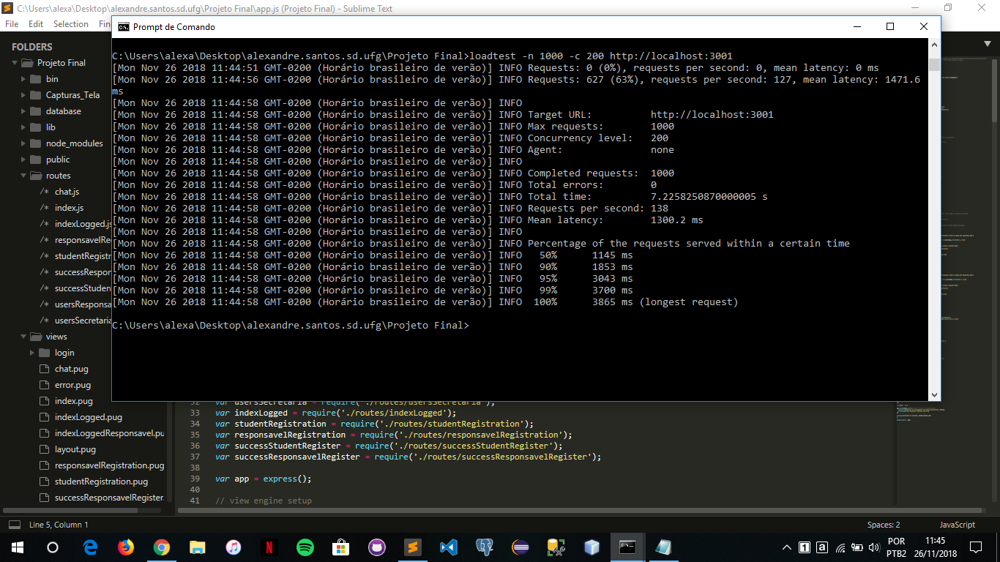 C:\Users\alexa\Desktop\alexandre.santos.sd.ufg\Projeto Final\app.js (Projeto Final) - Sublime Text
File Edit Selection Fin
Prompt de Comando
C:\Users\alexa\Desktop\alexandre.santos.sd.ufg\Projeto Final>loadtest -n 1000 -c 200 http://localhost:3001
[Mon Nov 26 2018 11:44:51 GMT-0200 (Horário brasileiro de verão)] INFO Requests: 0 (0%), requests per second: 0, mean latency: 0 ms
[Mon Nov 26 2018 11:44:56 GMT-0200 (Horário brasileiro de verão)] INFO Requests: 627 (63%), requests per second: 127, mean latency: 1471.6
ms
[Mon Nov 26 2018 11:44:58 GMT-0200 (Horário brasileiro de verão)] INFO
[Mon Nov 26 2018 11:44:58 GMT-0200 (Horário brasileiro de verão)] INFO Target URL: http://localhost:3001
[Mon Nov 26 2018 11:44:58 GMT-0200 (Horário brasileiro de verão)] INFO Max requests: 1000
[Mon Nov 26 2018 11:44:58 GMT-0200 (Horário brasileiro de verão)] INFO Concurrency level: 200
[Mon Nov 26 2018 11:44:58 GMT-0200 (Horário brasileiro de verão)] INFO Agent: none
[Mon Nov 26 2018 11:44:58 GMT-0200 (Horário brasileiro de verão)] INFO
[Mon Nov 26 2018 11:44:58 GMT-0200 (Horário brasileiro de verão)] INFO Completed requests: 1000
[Mon Nov 26 2018 11:44:58 GMT-0200 (Horário brasileiro de verão)] INFO Total errors: 0
[Mon Nov 26 2018 11:44:58 GMT-0200 (Horário brasileiro de verão)] INFO Total time: 7.2258250870000005 s
[Mon Nov 26 2018 11:44:58 GMT-0200 (Horário brasileiro de verão)] INFO Requests per second: 138
[Mon Nov 26 2018 11:44:58 GMT-0200 (Horário brasileiro de verão)] INFO Mean latency: 1300.2 ms
[Mon Nov 26 2018 11:44:58 GMT-0200 (Horário brasileiro de verão)] INFO
[Mon Nov 26 2018 11:44:58 GMT-0200 (Horário brasileiro de verão)] INFO Percentage of the requests served within a certain time
[Mon Nov 26 2018 11:44:58 GMT-0200 (Horário brasileiro de verão)] INFO 50% 1145 ms
[Mon Nov 26 2018 11:44:58 GMT-0200 (Horário brasileiro de verão)] INFO 90% 1853 ms
[Mon Nov 26 2018 11:44:58 GMT-0200 (Horário brasileiro de verão)] INFO 95% 3043 ms
[Mon Nov 26 2018 11:44:58 GMT-0200 (Horário brasileiro de verão)] INFO 99% 3700 ms
[Mon Nov 26 2018 11:44:58 GMT-0200 (Horário brasileiro de verão)] INFO 100% 3865 ms (longest request)
C:\Users\alexa\Desktop\alexandre.santos.sd.ufg\Projeto Final>
FOLDERS
Projeto Final
bin
Capturas_Tela
database
lib
node_modules
public
routes
/* chat.js
/* index.js
/* indexLogged.js
/* responsavelRe
/* studentRegistr
/* successRespor
/* successStuden
/* usersResponsa
/* usersSecretaria
views
login
chat.pug
error.pug
index.pug
indexLogged.pug
indexLoggedResponsavel.pu
layout.pug
responsavelRegistration.pug
studentRegistration.pug
successResponsavelRegister
32 var usersSecretaria = require('./routes/usersSecretaria');
33 var indexLogged = require('./routes/indexLogged');
34 var studentRegistration = require('./routes/studentRegistration');
35 var responsavelRegistration = require('./routes/responsavelRegistration');
36 var successStudentRegister = require('./routes/successStudentRegister');
37 var successResponsavelRegister = require('./routes/successResponsavelRegister');
38
39 var app = express();
40
41 // view engine setup
Line 5, Column 1
Spaces: 2
JavaScript
POR
PTB2
11:45
26/11/2018